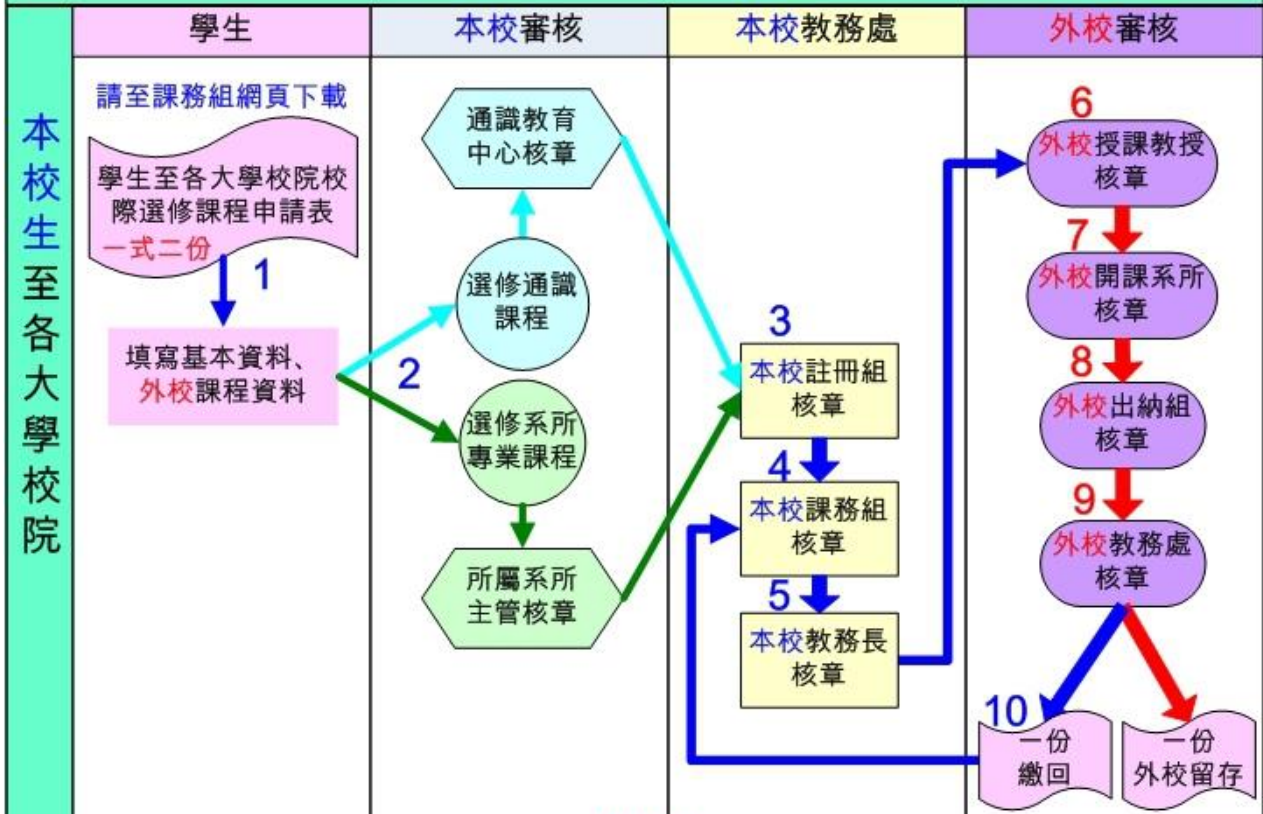 學生
本校審核
本校教務處
外校審核
本校生至各大學校院
請至課務組網頁下載
學生至各大學校院校
際選修課程申請表
一式二份
1
填寫基本資料、
外校課程資料
2
通識教育
中心核章
選修通識
課程
選修系所
專業課程
所屬系所
主管核章
3
本校註冊組
核章
4
本校課務組
核章
5
本校教務長
核章
6
外校授課教授
核章
7
外校開課系所
核章
8
外校出納組
核章
9
外校教務處
核章
10
一份
繳回
一份
外校留存